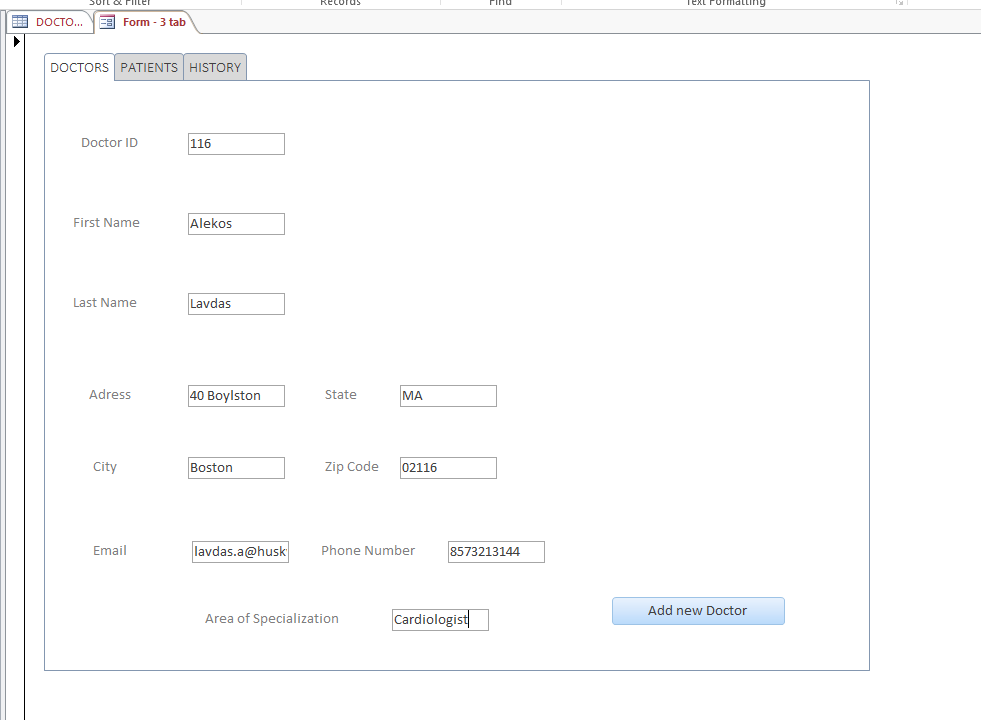 Sort & Filter Records Find Text Formatting
DOCTO... Form - 3 tab
DOCTORS PATIENTS HISTORY
Doctor ID 116
First Name Alekos
Last Name Lavdas
Adress 40 Boylston State MA
City Boston Zip Code 02116
Email lavdas.a@husk Phone Number 8573213144
Area of Specialization Cardiologist Add new Doctor